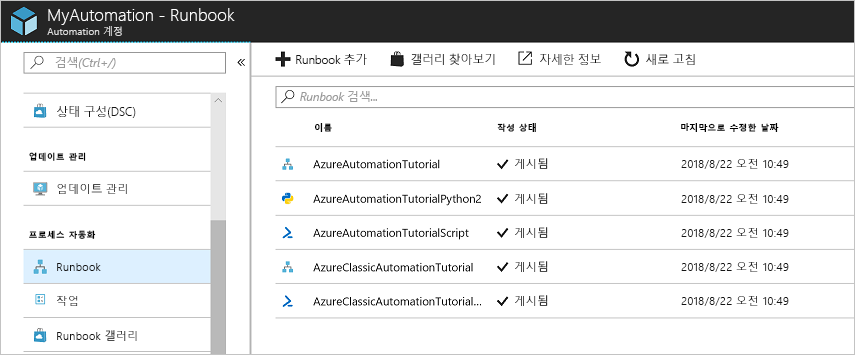 MyAutomation - Runbook
Automation 계정
검색(Ctrl+/)
«
상태 구성(DSC)
업데이트 관리
업데이트 관리
프로세스 자동화
Runbook
작업
Runbook 갤러리
Runbook 추가
갤러리 찾아보기
자세한 정보
새로 고침
Runbook 검색...
이름 작성 상태 마지막으로 수정한 날짜
AzureAutomationTutorial 게시됨 2018/8/22 오전 10:49
AzureAutomationTutorialPython2 게시됨 2018/8/22 오전 10:49
AzureAutomationTutorialScript 게시됨 2018/8/22 오전 10:49
AzureClassicAutomationTutorial 게시됨 2018/8/22 오전 10:49
AzureClassicAutomationTutorial... 게시됨 2018/8/22 오전 10:49